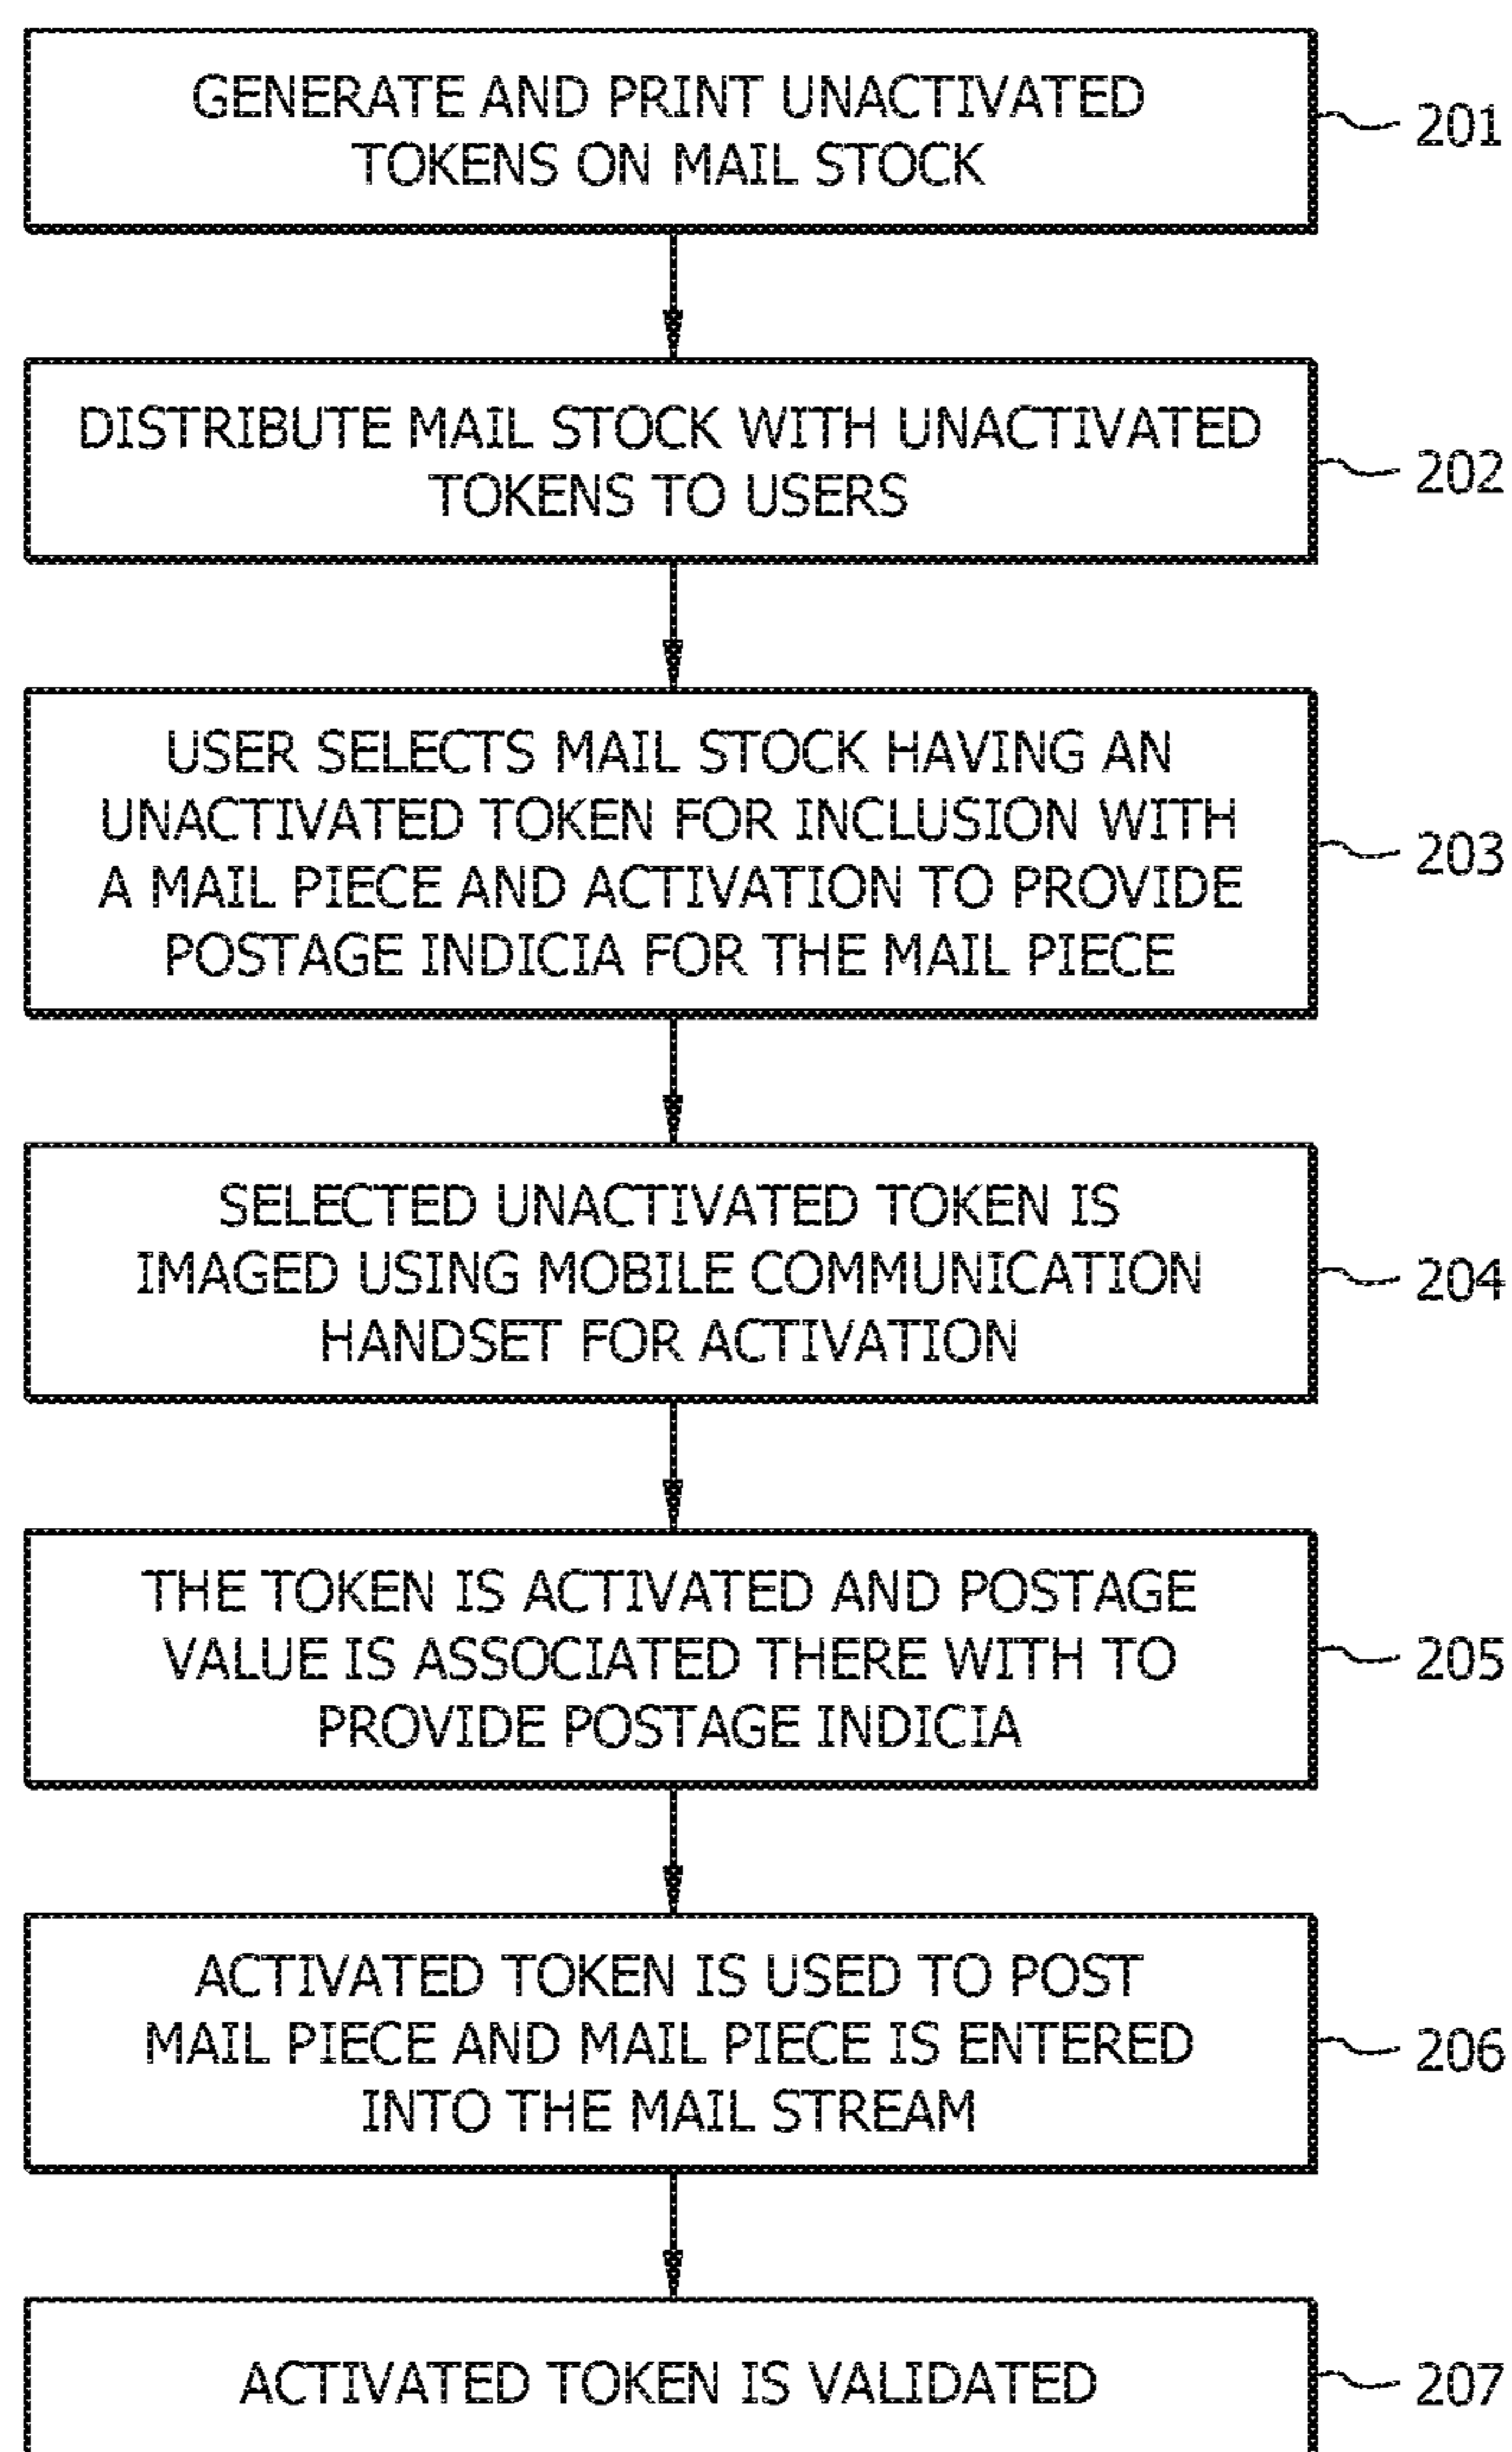 GENERATE AND PRINT UNACTIVATED
TOKENS ON MAIL STOCK
201
DISTRIBUTE MAIL STOCK WITH UNACTIVATED
TOKENS TO USERS
202
USER SELECTS MAIL STOCK HAVING AN
UNACTIVATED TOKEN FOR INCLUSION WITH
A MAIL PIECE AND ACTIVATION TO PROVIDE
POSTAGE INDICIA FOR THE MAIL PIECE
203
SELECTED UNACTIVATED TOKEN IS
IMAGED USING MOBILE COMMUNICATION
HANDSET FOR ACTIVATION
204
THE TOKEN IS ACTIVATED AND POSTAGE
VALUE IS ASSOCIATED THERE WITH TO
PROVIDE POSTAGE INDICIA
205
ACTIVATED TOKEN IS USED TO POST
MAIL PIECE AND MAIL PIECE IS ENTERED
INTO THE MAIL STREAM
206
ACTIVATED TOKEN IS VALIDATED
207